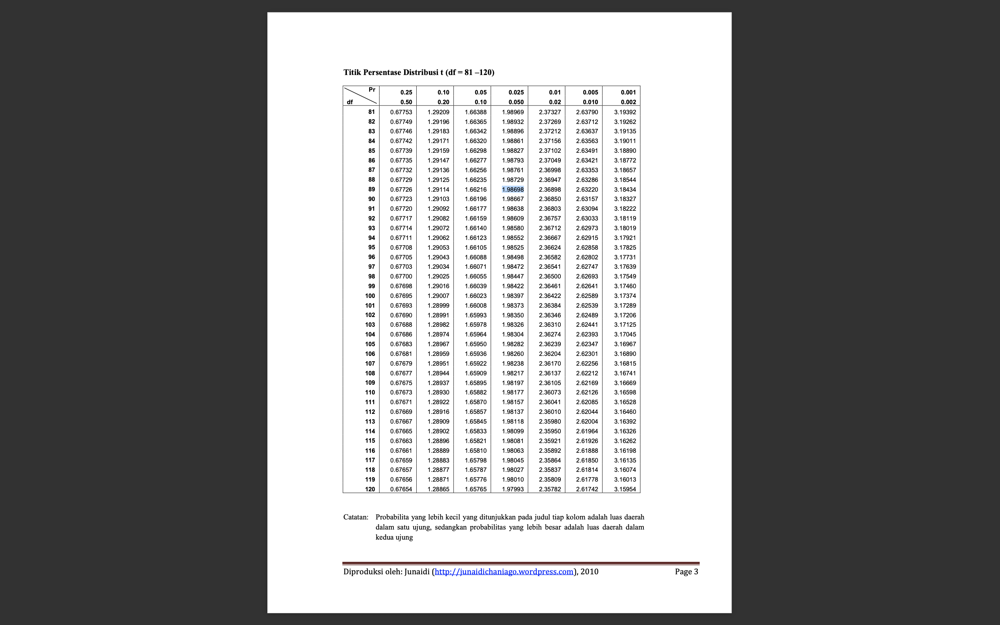 Titik Persentase Distribusi t (df = 81 –120)
Pr 0.25 0.10 0.05 0.025 0.01 0.005 0.001
df 0.50 0.20 0.10 0.050 0.02 0.010 0.002
81 0.67753 1.29209 1.66388 1.98969 2.37327 2.63790 3.19392
82 0.67749 1.29196 1.66365 1.98932 2.37269 2.63712 3.19262
83 0.67746 1.29183 1.66342 1.98896 2.37212 2.63637 3.19135
84 0.67742 1.29171 1.66320 1.98861 2.37156 2.63563 3.19011
85 0.67739 1.29159 1.66298 1.98827 2.37102 2.63491 3.18890
86 0.67735 1.29147 1.66277 1.98793 2.37049 2.63421 3.18772
87 0.67732 1.29136 1.66256 1.98761 2.36998 2.63353 3.18657
88 0.67729 1.29125 1.66235 1.98729 2.36947 2.63286 3.18544
89 0.67726 1.29114 1.66216 1.98698 2.36898 2.63220 3.18434
90 0.67723 1.29103 1.66196 1.98667 2.36850 2.63157 3.18327
91 0.67720 1.29092 1.66177 1.98638 2.36803 2.63094 3.18222
92 0.67717 1.29082 1.66159 1.98609 2.36757 2.63033 3.18119
93 0.67714 1.29072 1.66140 1.98580 2.36712 2.62973 3.18019
94 0.67711 1.29062 1.66123 1.98552 2.36667 2.62915 3.17921
95 0.67708 1.29053 1.66105 1.98525 2.36624 2.62858 3.17825
96 0.67705 1.29043 1.66088 1.98498 2.36582 2.62802 3.17731
97 0.67703 1.29034 1.66071 1.98472 2.36541 2.62747 3.17639
98 0.67700 1.29025 1.66055 1.98447 2.36500 2.62693 3.17549
99 0.67698 1.29016 1.66039 1.98422 2.36461 2.62641 3.17460
100 0.67695 1.29007 1.66023 1.98397 2.36422 2.62589 3.17374
101 0.67693 1.28999 1.66008 1.98373 2.36384 2.62539 3.17289
102 0.67690 1.28991 1.65993 1.98350 2.36346 2.62489 3.17206
103 0.67688 1.28982 1.65978 1.98326 2.36310 2.62441 3.17125
104 0.67686 1.28974 1.65964 1.98304 2.36274 2.62393 3.17045
105 0.67683 1.28967 1.65950 1.98282 2.36239 2.62347 3.16967
106 0.67681 1.28959 1.65936 1.98260 2.36204 2.62301 3.16890
107 0.67679 1.28951 1.65922 1.98238 2.36170 2.62256 3.16815
108 0.67677 1.28944 1.65909 1.98217 2.36137 2.62212 3.16741
109 0.67675 1.28937 1.65895 1.98197 2.36105 2.62169 3.16669
110 0.67673 1.28930 1.65882 1.98177 2.36073 2.62126 3.16598
111 0.67671 1.28922 1.65870 1.98157 2.36041 2.62085 3.16528
112 0.67669 1.28916 1.65857 1.98137 2.36010 2.62044 3.16460
113 0.67667 1.28909 1.65845 1.98118 2.35980 2.62004 3.16392
114 0.67665 1.28902 1.65833 1.98099 2.35950 2.61964 3.16326
115 0.67663 1.28896 1.65821 1.98081 2.35921 2.61926 3.16262
116 0.67661 1.28889 1.65810 1.98063 2.35892 2.61888 3.16198
117 0.67659 1.28883 1.65798 1.98045 2.35864 2.61850 3.16135
118 0.67657 1.28877 1.65787 1.98027 2.35837 2.61814 3.16074
119 0.67656 1.28871 1.65776 1.98010 2.35809 2.61778 3.16013
120 0.67654 1.28865 1.65765 1.97993 2.35782 2.61742 3.15954
Catatan: Probabilita yang lebih kecil yang ditunjukkan pada judul tiap kolom adalah luas daerah
dalam satu ujung, sedangkan probabilitas yang lebih besar adalah luas daerah dalam
kedua ujung
Diproduksi oleh: Junaidi (http://junaidichaniago.wordpress.com), 2010 Page 3